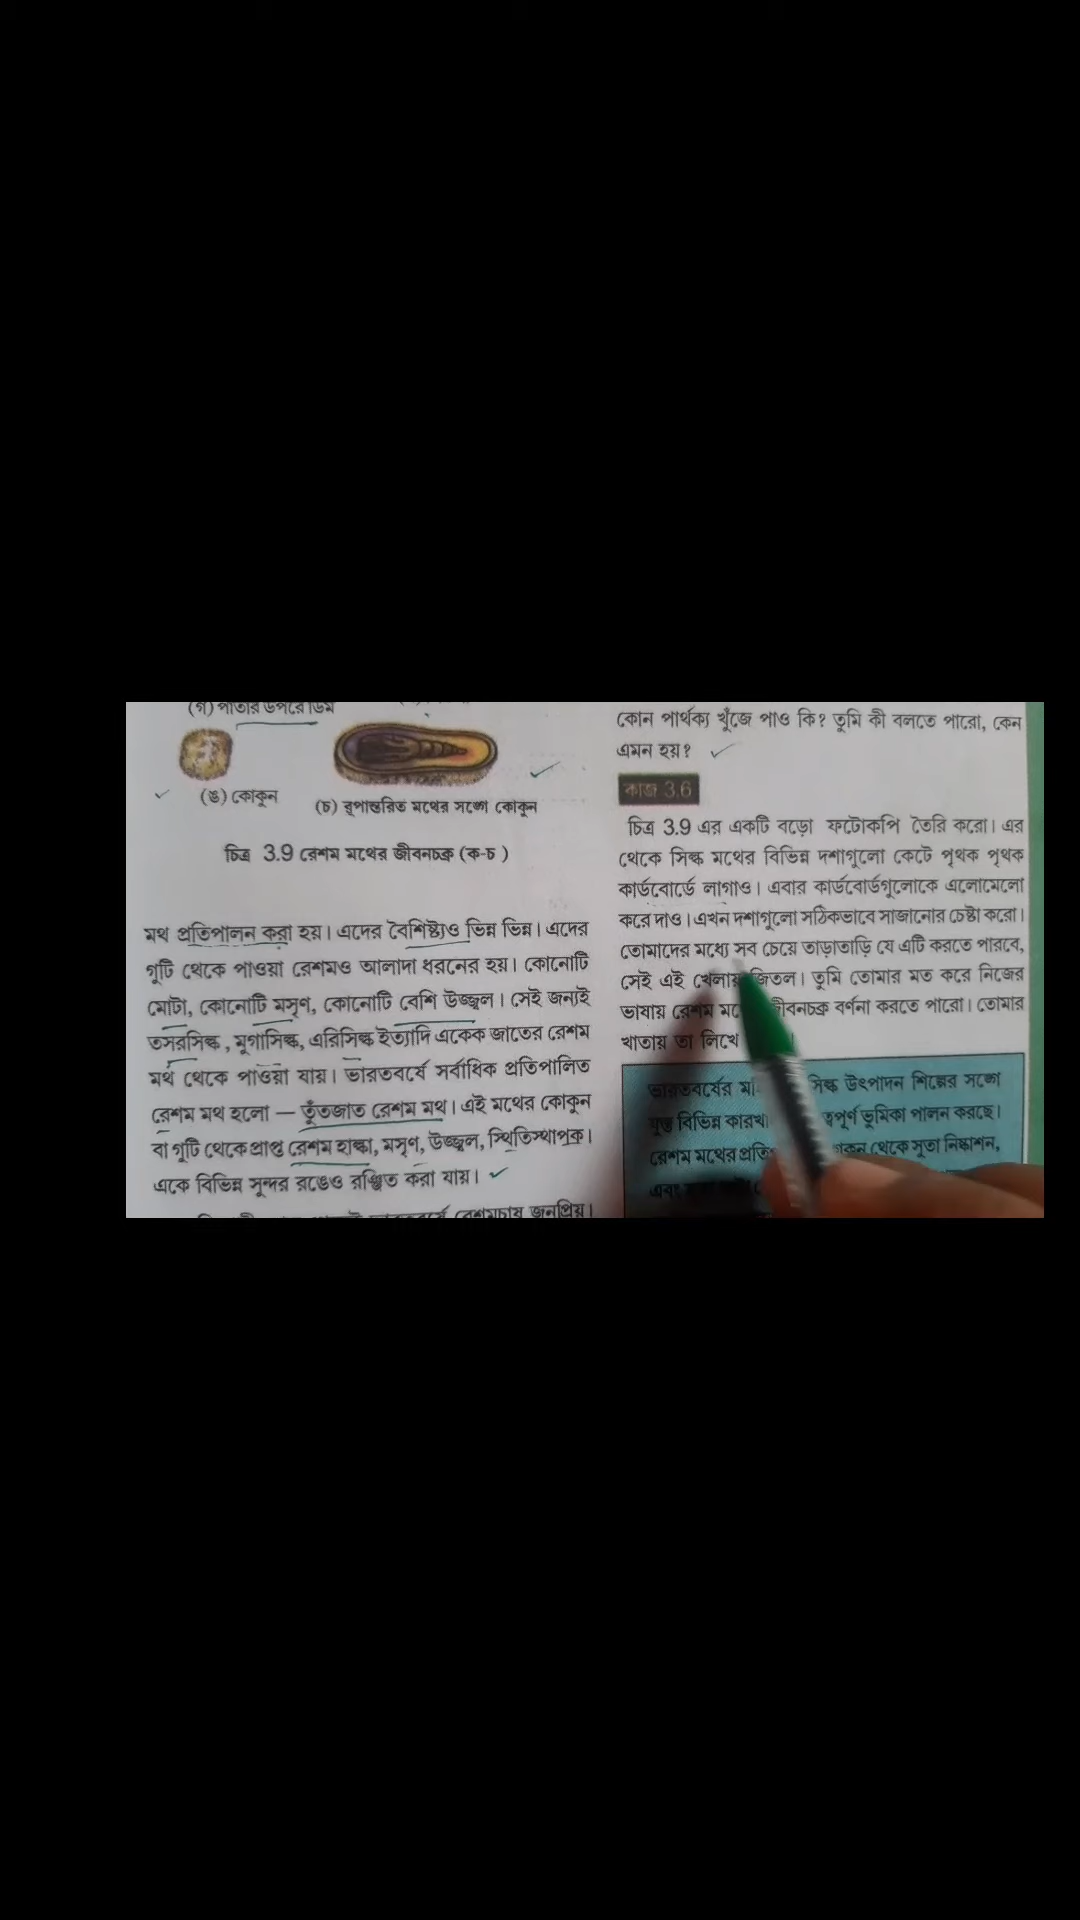 (গ) পাতার উপরে ডিম
(ঙ) কোকুন
(চ) রূপান্তরিত মথের সঙ্গে কোকুন
চিত্র 3.9 রেশম মথের জীবনচক্র (ক-চ)
মথ প্রতিপালন করা হয়। এদের বৈশিষ্ট্যও ভিন্ন ভিন্ন। এদের
গুটি থেকে পাওয়া রেশমও আলাদা ধরনের হয়। কোনোটি
মোটা, কোনোটি মসৃণ, কোনোটি বেশি উজ্জ্বল। সেই জন্যই
তসরসিল্ক, মুগাসিল্ক, এরিসিল্ক ইত্যাদি একেক জাতের রেশম
মথ থেকে পাওয়া যায়। ভারতবর্ষে সর্বাধিক প্রতিপালিত
রেশম মথ হলো — তুঁতজাত রেশম মথ। এই মথের কোকুন
বা গুটি থেকে প্রাপ্ত রেশম হাল্কা, মসৃণ, উজ্জ্বল, স্থিতিস্থাপক।
একে বিভিন্ন সুন্দর রঙেও রঞ্জিত করা যায়।
ভারতবর্ষে রেশমচাষ জনপ্রিয়।
কোন পার্থক্য খুঁজে পাও কি? তুমি কী বলতে পারো, কেন
এমন হয়?
কাজ 3.6
চিত্র 3.9 এর একটি বড়ো ফটোকপি তৈরি করো। এর
থেকে সিল্ক মথের বিভিন্ন দশাগুলো কেটে পৃথক পৃথক
কার্ডবোর্ডে লাগাও। এবার কার্ডবোর্ডগুলোকে এলোমেলো
করে দাও। এখন দশাগুলো সঠিকভাবে সাজানোর চেষ্টা করো।
তোমাদের মধ্যে সব চেয়ে তাড়াতাড়ি যে এটি করতে পারবে,
সেই এই খেলায় জিতল। তুমি তোমার মত করে নিজের
ভাষায় রেশম জীবনচক্র বর্ণনা করতে পারো। তোমার
খাতায় তা লিখে
ভারতবর্ষের সিল্ক উৎপাদন শিল্পের সঙ্গে
যুক্ত বিভিন্ন ভূমিকা পালন করছে।
রেশম মথের থেকে সুতা নিষ্কাশন,
এবং